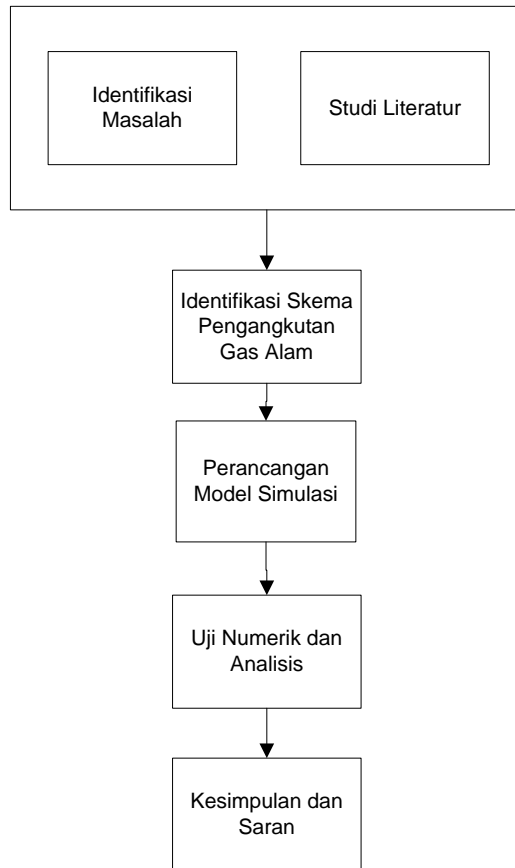 Identifikasi
Masalah
Studi Literatur
Identifikasi Skema
Pengangkutan
Gas Alam
Perancangan
Model Simulasi
Uji Numerik dan
Analisis
Kesimpulan dan
Saran